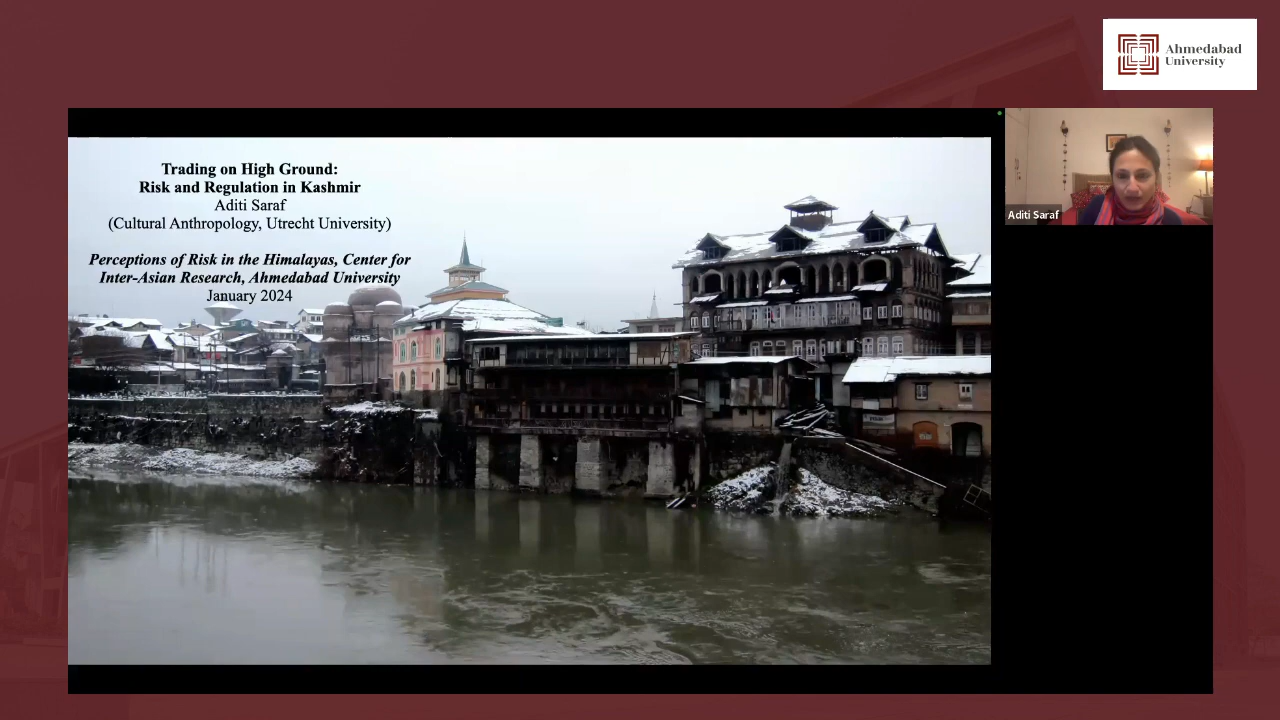 Ahmedabad
University
Trading on High Ground:
Risk and Regulation in Kashmir
Aditi Saraf
(Cultural Anthropology, Utrecht University)
Perceptions of Risk in the Himalayas, Center for
Inter-Asian Research, Ahmedabad University
January 2024
Aditi Saraf